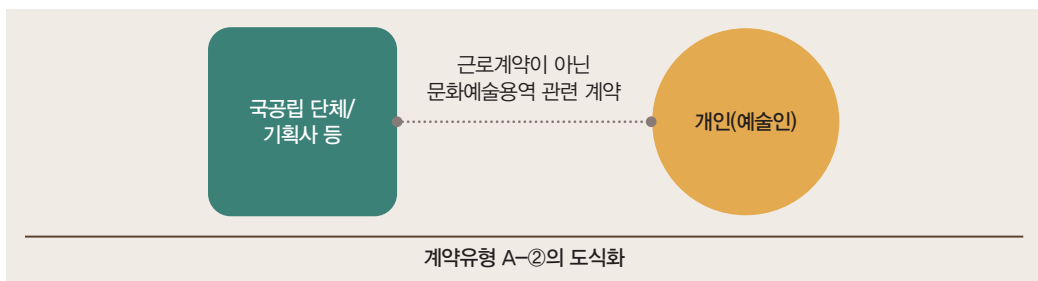 국공립 단체/
기획사 등
근로계약이 아닌
문화예술용역 관련 계약
개인(예술인)
계약유형 A-②의 도식화